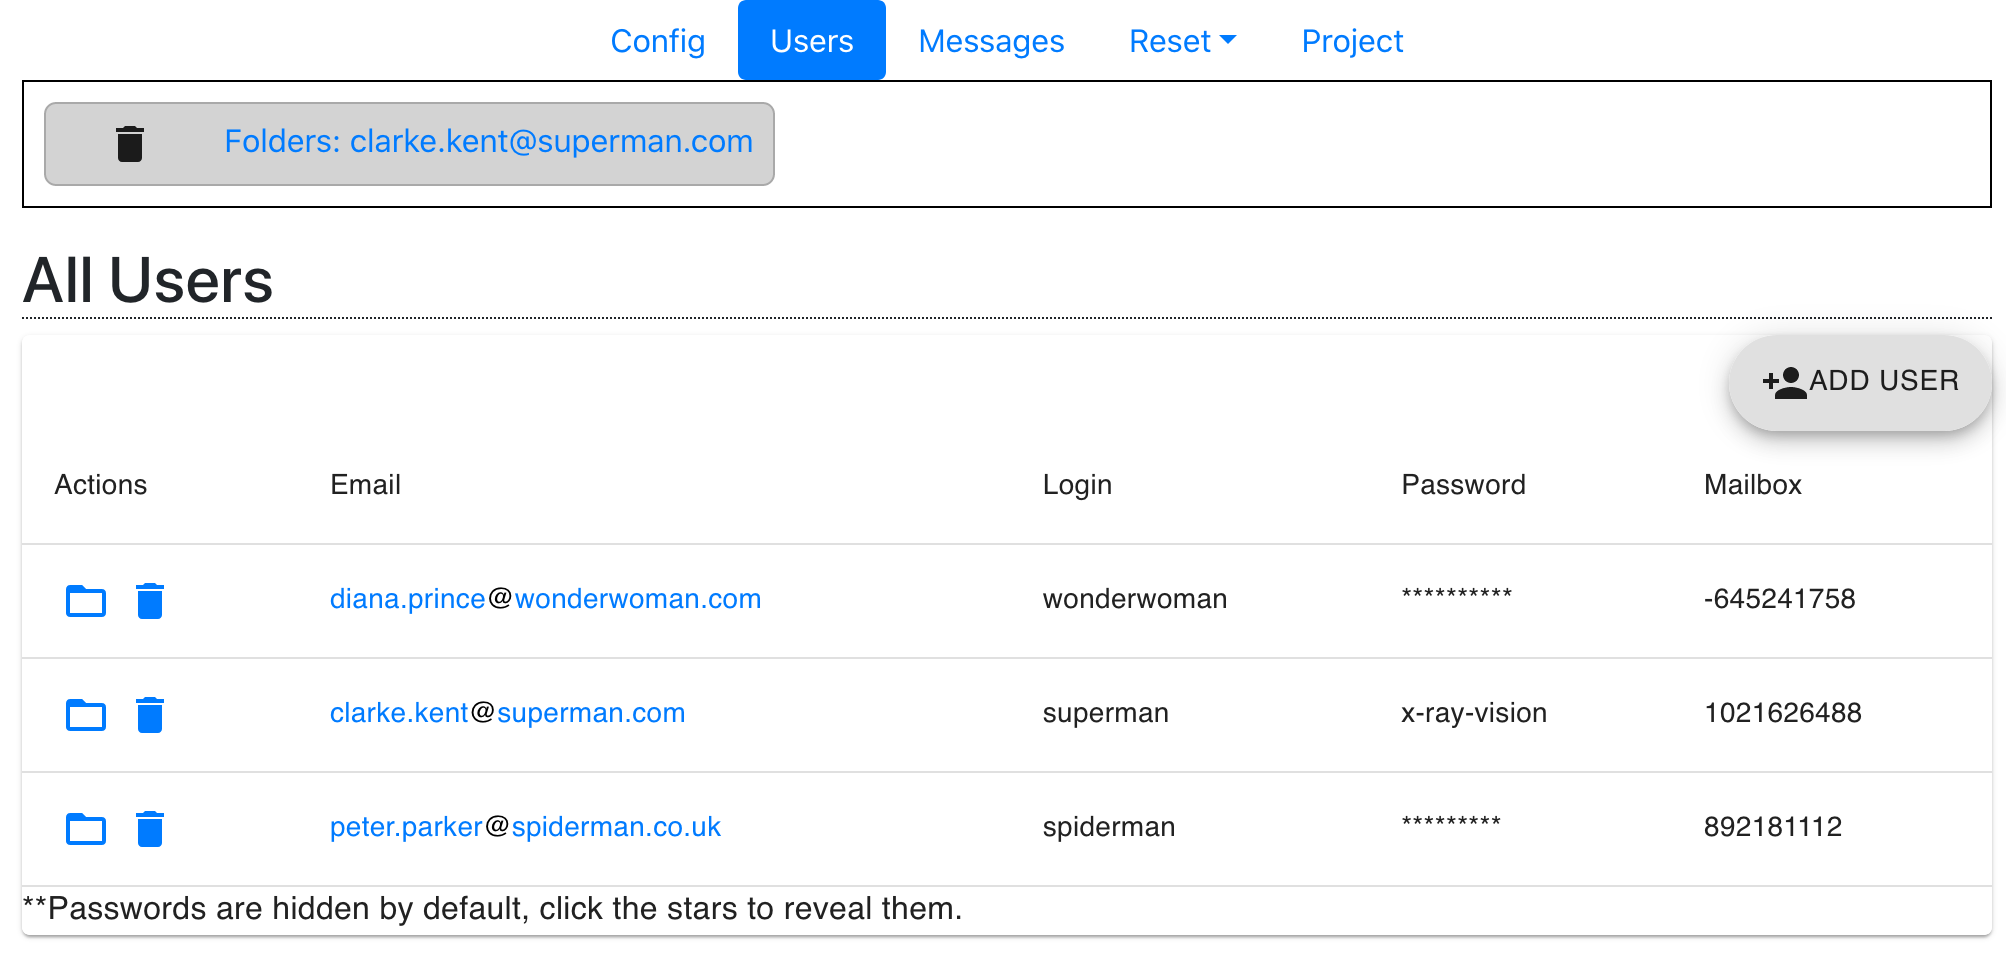 Config Users Messages Reset Project
Folders: clarke.kent@superman.com
All Users
ADD USER
Actions Email Login Password Mailbox
diana.prince@wonderwoman.com wonderwoman ********** -645241758
clarke.kent@superman.com superman x-ray-vision 1021626488
peter.parker@spiderman.co.uk spiderman ********* 892181112
**Passwords are hidden by default, click the stars to reveal them.